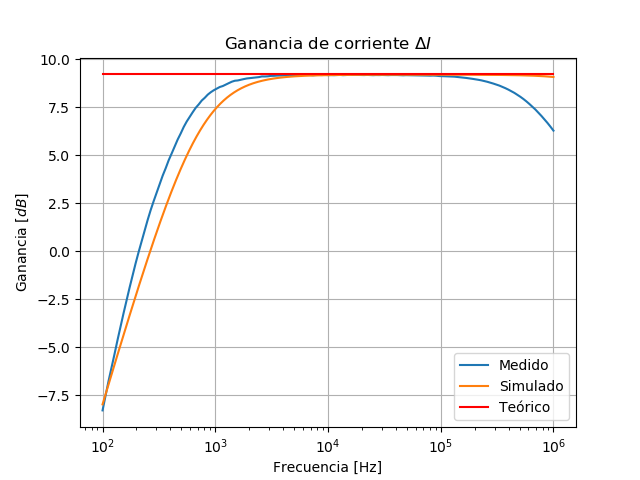 Ganancia de corriente ΔI
10.0
7.5
5.0
2.5
0.0
−2.5
−5.0
−7.5
Ganancia [dB]
10²
10³
10⁴
10⁵
10⁶
Frecuencia [Hz]
Medido
Simulado
Teórico